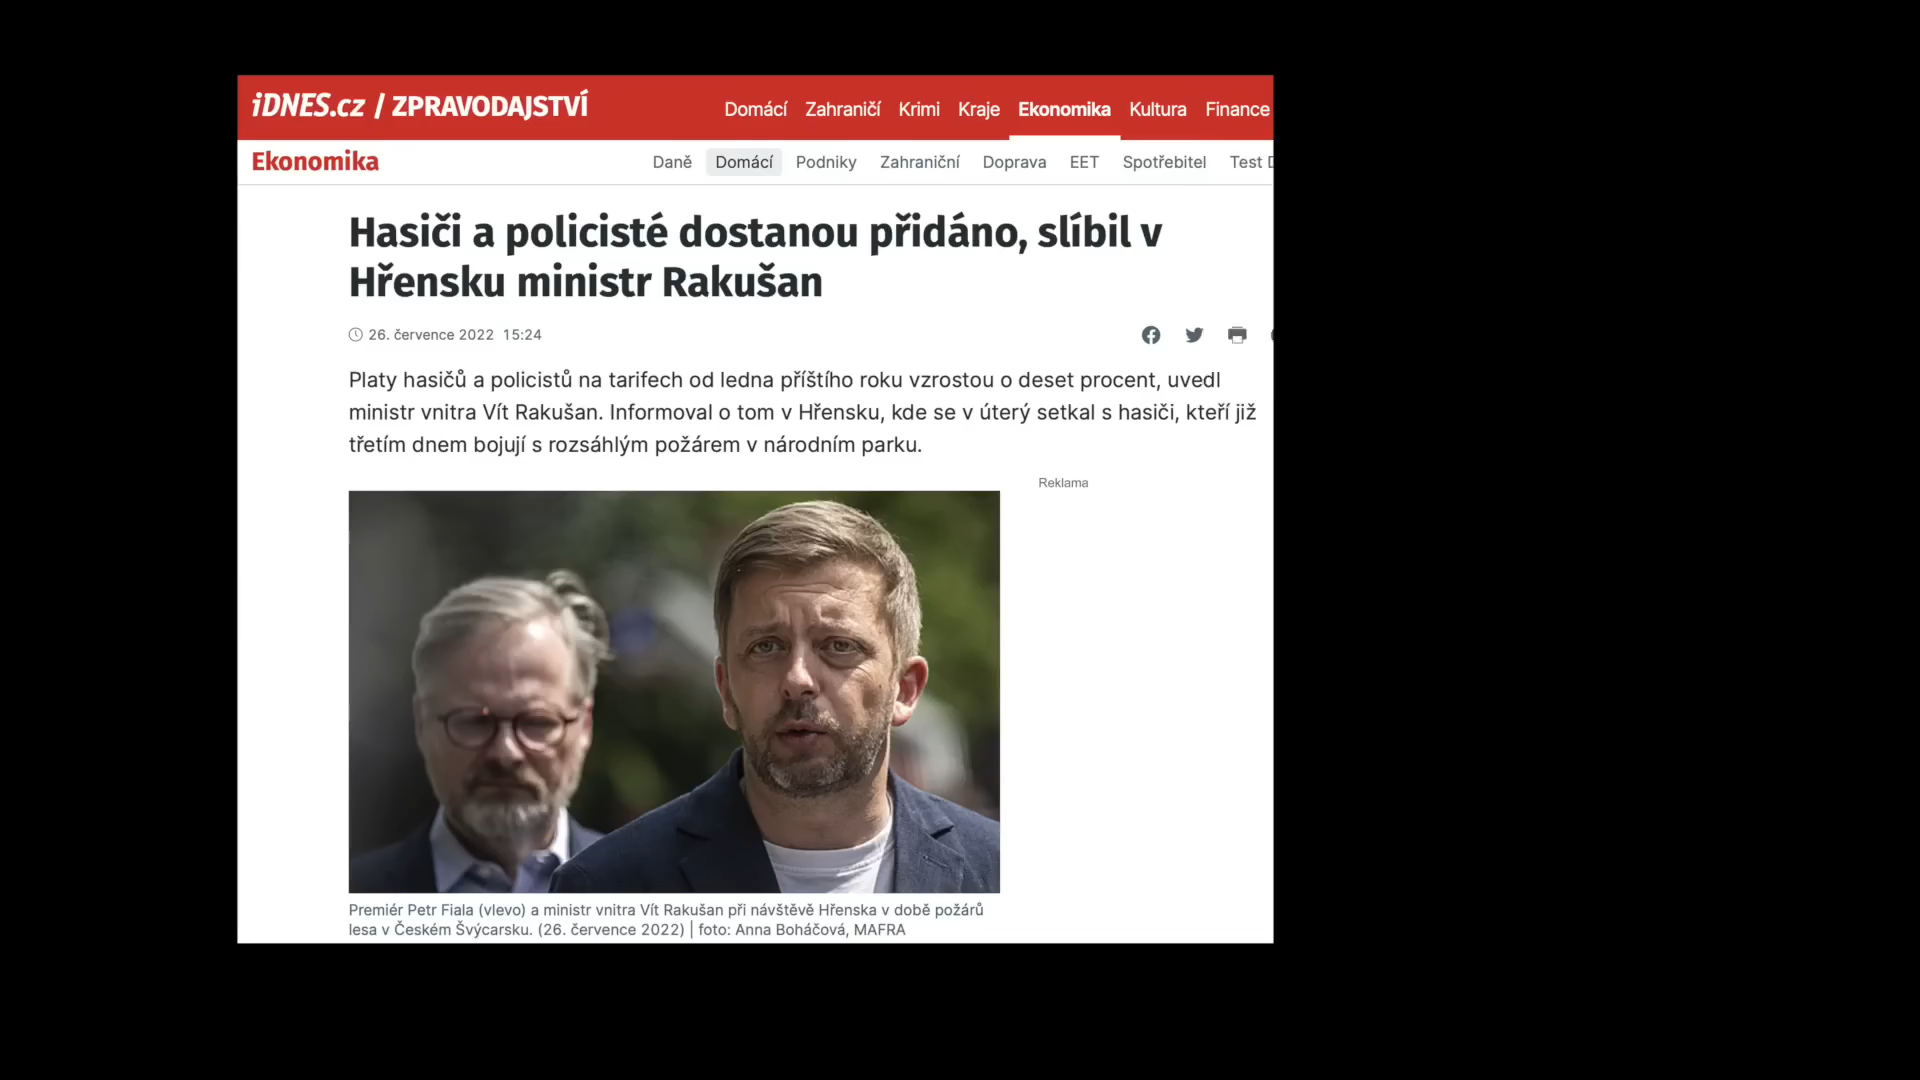 iDNES.cz / ZPRAVODAJSTVÍ
Domácí Zahraničí Krimi Kraje Ekonomika Kultura Finance
Ekonomika
Daně Domácí Podniky Zahraniční Doprava EET Spotřebitel Test
Hasiči a policisté dostanou přidáno, slíbil v
Hřensku ministr Rakušan
26. července 2022 15:24
Platy hasičů a policistů na tarifech od ledna příštího roku vzrostou o deset procent, uvedl
ministr vnitra Vít Rakušan. Informoval o tom v Hřensku, kde se v úterý setkal s hasiči, kteří již
třetím dnem bojují s rozsáhlým požárem v národním parku.
Reklama
Premiér Petr Fiala (vlevo) a ministr vnitra Vít Rakušan při návštěvě Hřenska v době požárů
lesa v Českém Švýcarsku. (26. července 2022) | foto: Anna Boháčová, MAFRA